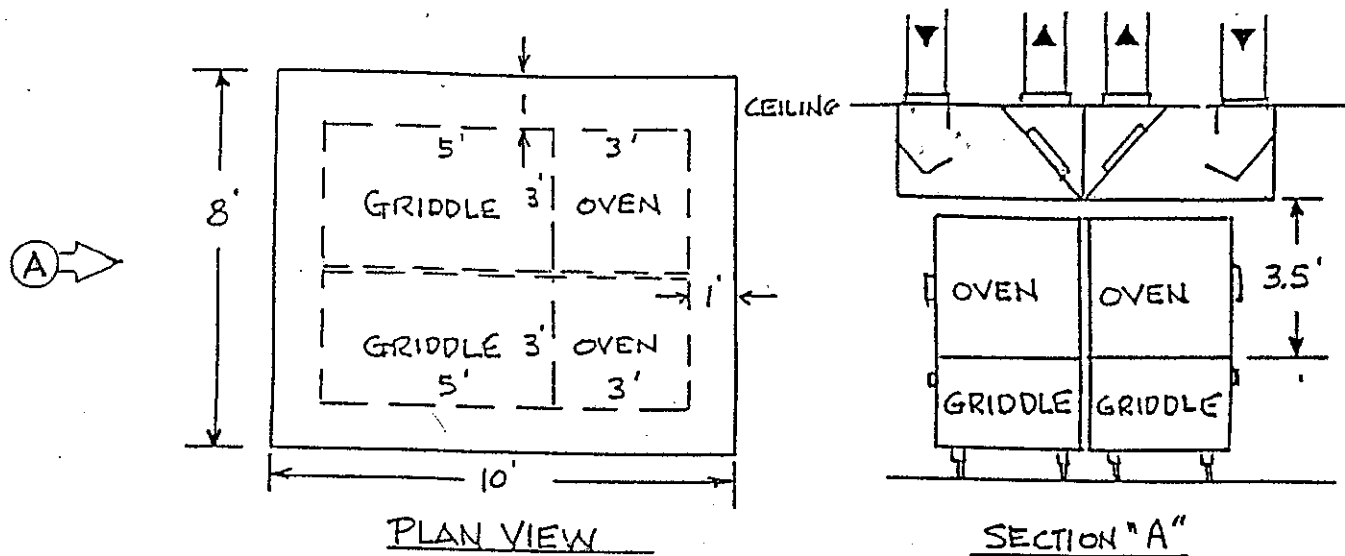 CEILING
5' 3'
GRIDDLE 3' OVEN
8'
A
1'
GRIDDLE 3' OVEN
5' 3'
10'
PLAN VIEW
OVEN OVEN
3.5'
GRIDDLE GRIDDLE
SECTION "A"